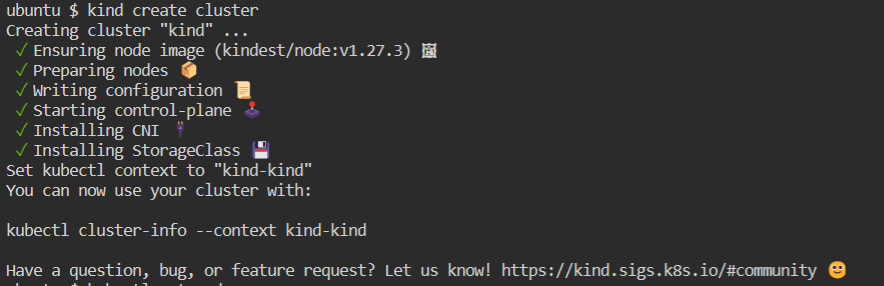 ubuntu $ kind create cluster
Creating cluster "kind" ...
✓ Ensuring node image (kindest/node:v1.27.3) 🖼
✓ Preparing nodes 📦
✓ Writing configuration 📜
✓ Starting control-plane 🕹️
✓ Installing CNI 🔌
✓ Installing StorageClass 💾
Set kubectl context to "kind-kind"
You can now use your cluster with:
kubectl cluster-info --context kind-kind
Have a question, bug, or feature request? Let us know! https://kind.sigs.k8s.io/#community 🙂